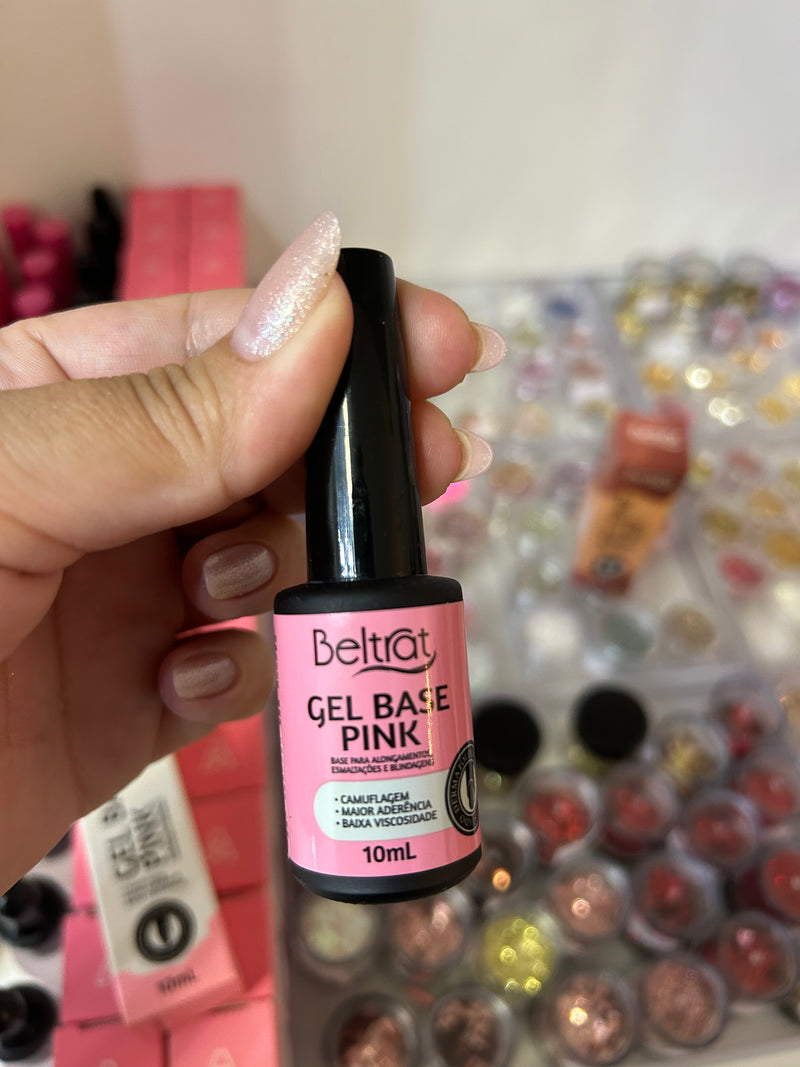 Beltrat
GEL BASE
PINK
BASE PARA ALONGAMENTOS
ESMALTAÇÕES E BLINDAGENS
• CAMUFLAGEM
• MAIOR ADERÊNCIA
• BAIXA VISCOSIDADE
10mL
GEL
PINK
10mL